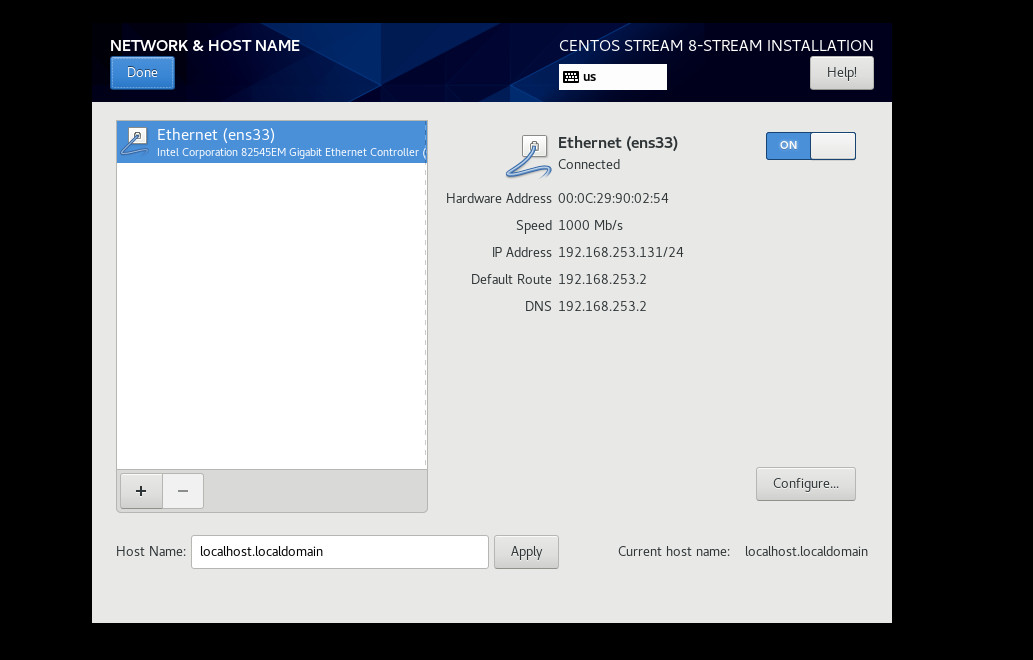 NETWORK & HOST NAME
CENTOS STREAM 8-STREAM INSTALLATION
Done
us
Help!
Ethernet (ens33)
Intel Corporation 82545EM Gigabit Ethernet Controller (
Ethernet (ens33)
Connected
ON
Hardware Address 00:0C:29:90:02:54
Speed 1000 Mb/s
IP Address 192.168.253.131/24
Default Route 192.168.253.2
DNS 192.168.253.2
+ −
Configure...
Host Name: localhost.localdomain Apply Current host name: localhost.localdomain